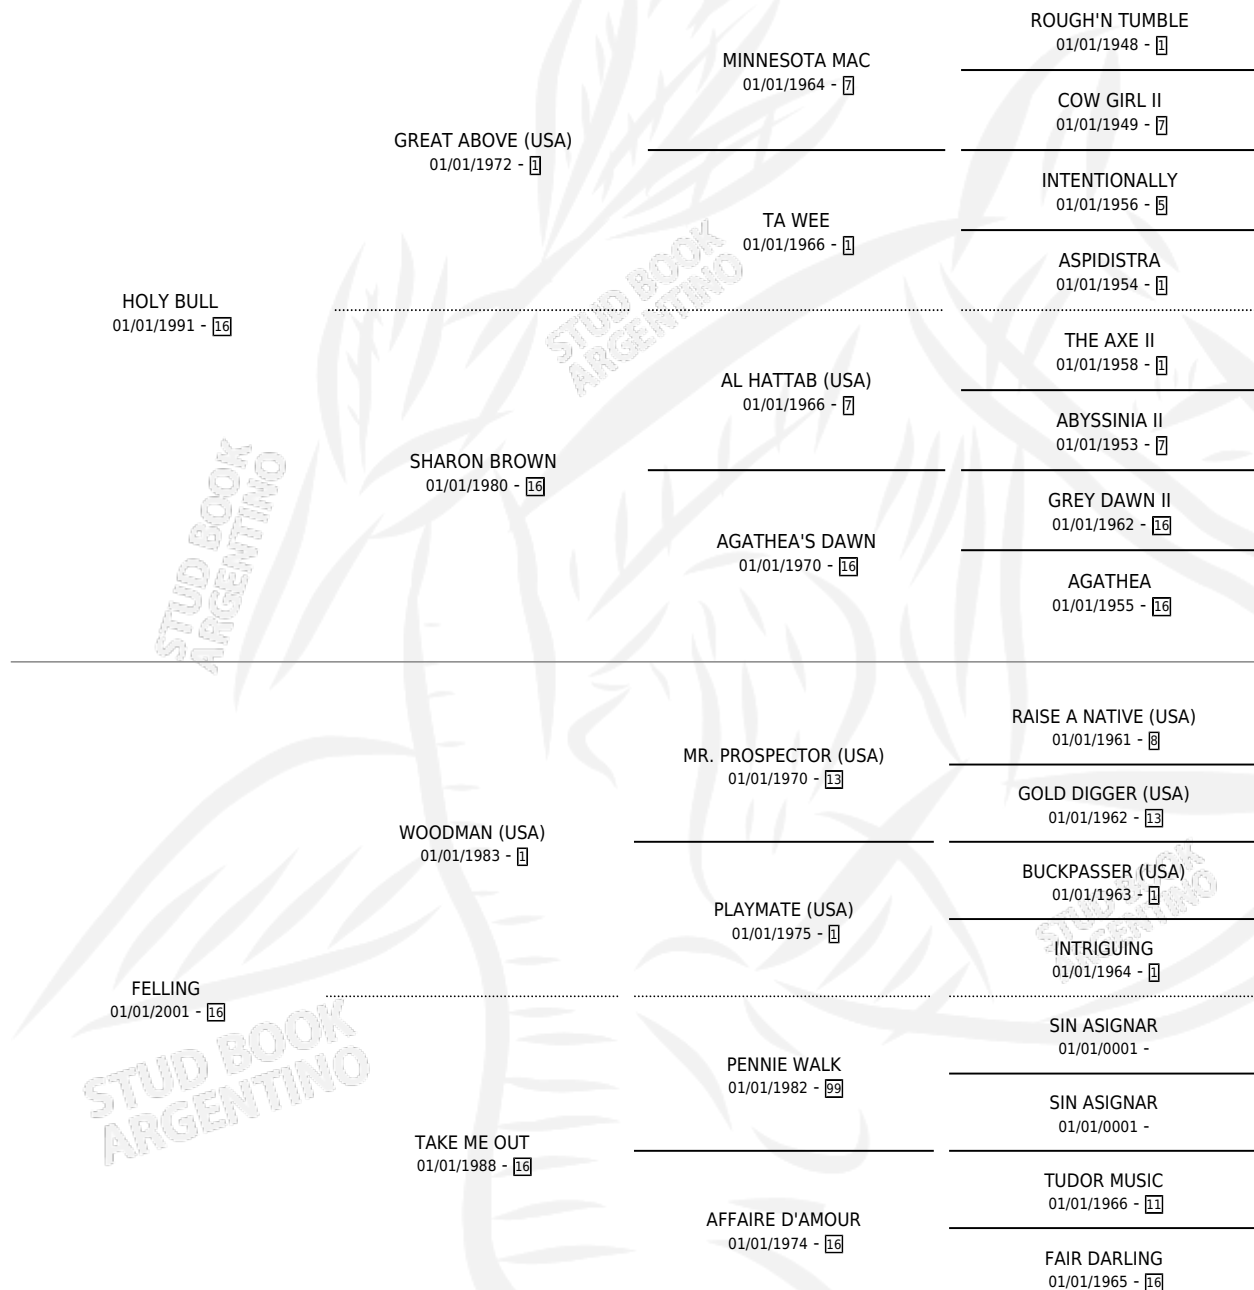 ROUGH'N TUMBLE
01/01/1948 - 1
MINNESOTA MAC
01/01/1964 - 7
COW GIRL II
01/01/1949 - 7
GREAT ABOVE (USA)
01/01/1972 - 1
INTENTIONALLY
01/01/1956 - 5
TA WEE
01/01/1966 - 1
ASPIDISTRA
01/01/1954 - 1
HOLY BULL
01/01/1991 - 16
THE AXE II
01/01/1958 - 1
AL HATTAB (USA)
01/01/1966 - 7
ABYSSINIA II
01/01/1953 - 7
SHARON BROWN
01/01/1980 - 16
GREY DAWN II
01/01/1962 - 16
AGATHEA'S DAWN
01/01/1970 - 16
AGATHEA
01/01/1955 - 16
RAISE A NATIVE (USA)
01/01/1961 - 8
MR. PROSPECTOR (USA)
01/01/1970 - 13
GOLD DIGGER (USA)
01/01/1962 - 13
WOODMAN (USA)
01/01/1983 - 1
BUCKPASSER (USA)
01/01/1963 - 1
PLAYMATE (USA)
01/01/1975 - 1
INTRIGUING
01/01/1964 - 1
FELLING
01/01/2001 - 16
SIN ASIGNAR
01/01/0001 -
PENNIE WALK
01/01/1982 - 99
SIN ASIGNAR
01/01/0001 -
TAKE ME OUT
01/01/1988 - 16
TUDOR MUSIC
01/01/1966 - 11
AFFAIRE D'AMOUR
01/01/1974 - 16
FAIR DARLING
01/01/1965 - 16
STUD BOOK
ARGENTINO
STUD BOOK
ARGENTINO
STUD BOOK
ARGENTINO
STUD BOOK
ARGENTINO